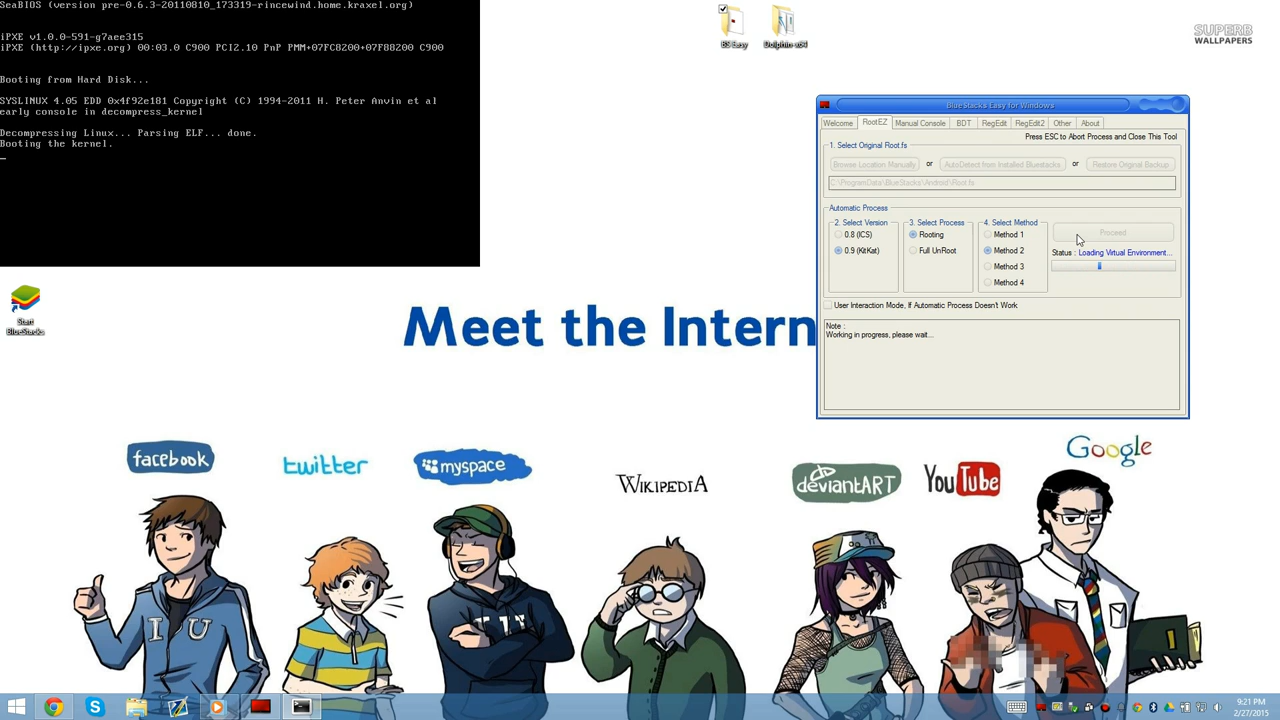 SeaBIOS (version pre-0.6.3-20110810_173319-rincewind.home.kraxel.org)
iPXE v1.0.0-591-g7aee315
iPXE (http://ipxe.org) 00:03.0 C900 PCI2.10 PnP PMM+07FC8200+07F88200 C900
Booting from Hard Disk...
SYSLINUX 4.05 EDD 0x4f92e181 Copyright (C) 1994-2011 H. Peter Anvin et al
early console in decompress_kernel
Decompressing Linux... Parsing ELF... done.
Booting the kernel.
BS Easy
Dolphin-x64
SUPERB
WALLPAPERS
Start
BlueStacks
BlueStacks Easy for Windows
Welcome RootEZ Manual Console BDT RegEdit RegEdit2 Other About
Press ESC to Abort Process and Close This Tool
1. Select Original Root.fs
Browse Location Manually or AutoDetect from Installed Bluestacks or Restore Original Backup
C:\ProgramData\BlueStacks\Android\Root.fs
Automatic Process
2. Select Version 3. Select Process 4. Select Method
0.8 (ICS) Rooting Method 1 Proceed
0.9 (KitKat) Full UnRoot Method 2 Status : Loading Virtual Environment...
Method 3
Method 4
User Interaction Mode, If Automatic Process Doesn't Work
Note :
Working in progress, please wait...
Meet the Intern
facebook
twitter
myspace
WIKIPEDIA
deviantART
YouTube
Google
I U
9:21 PM
2/27/2015